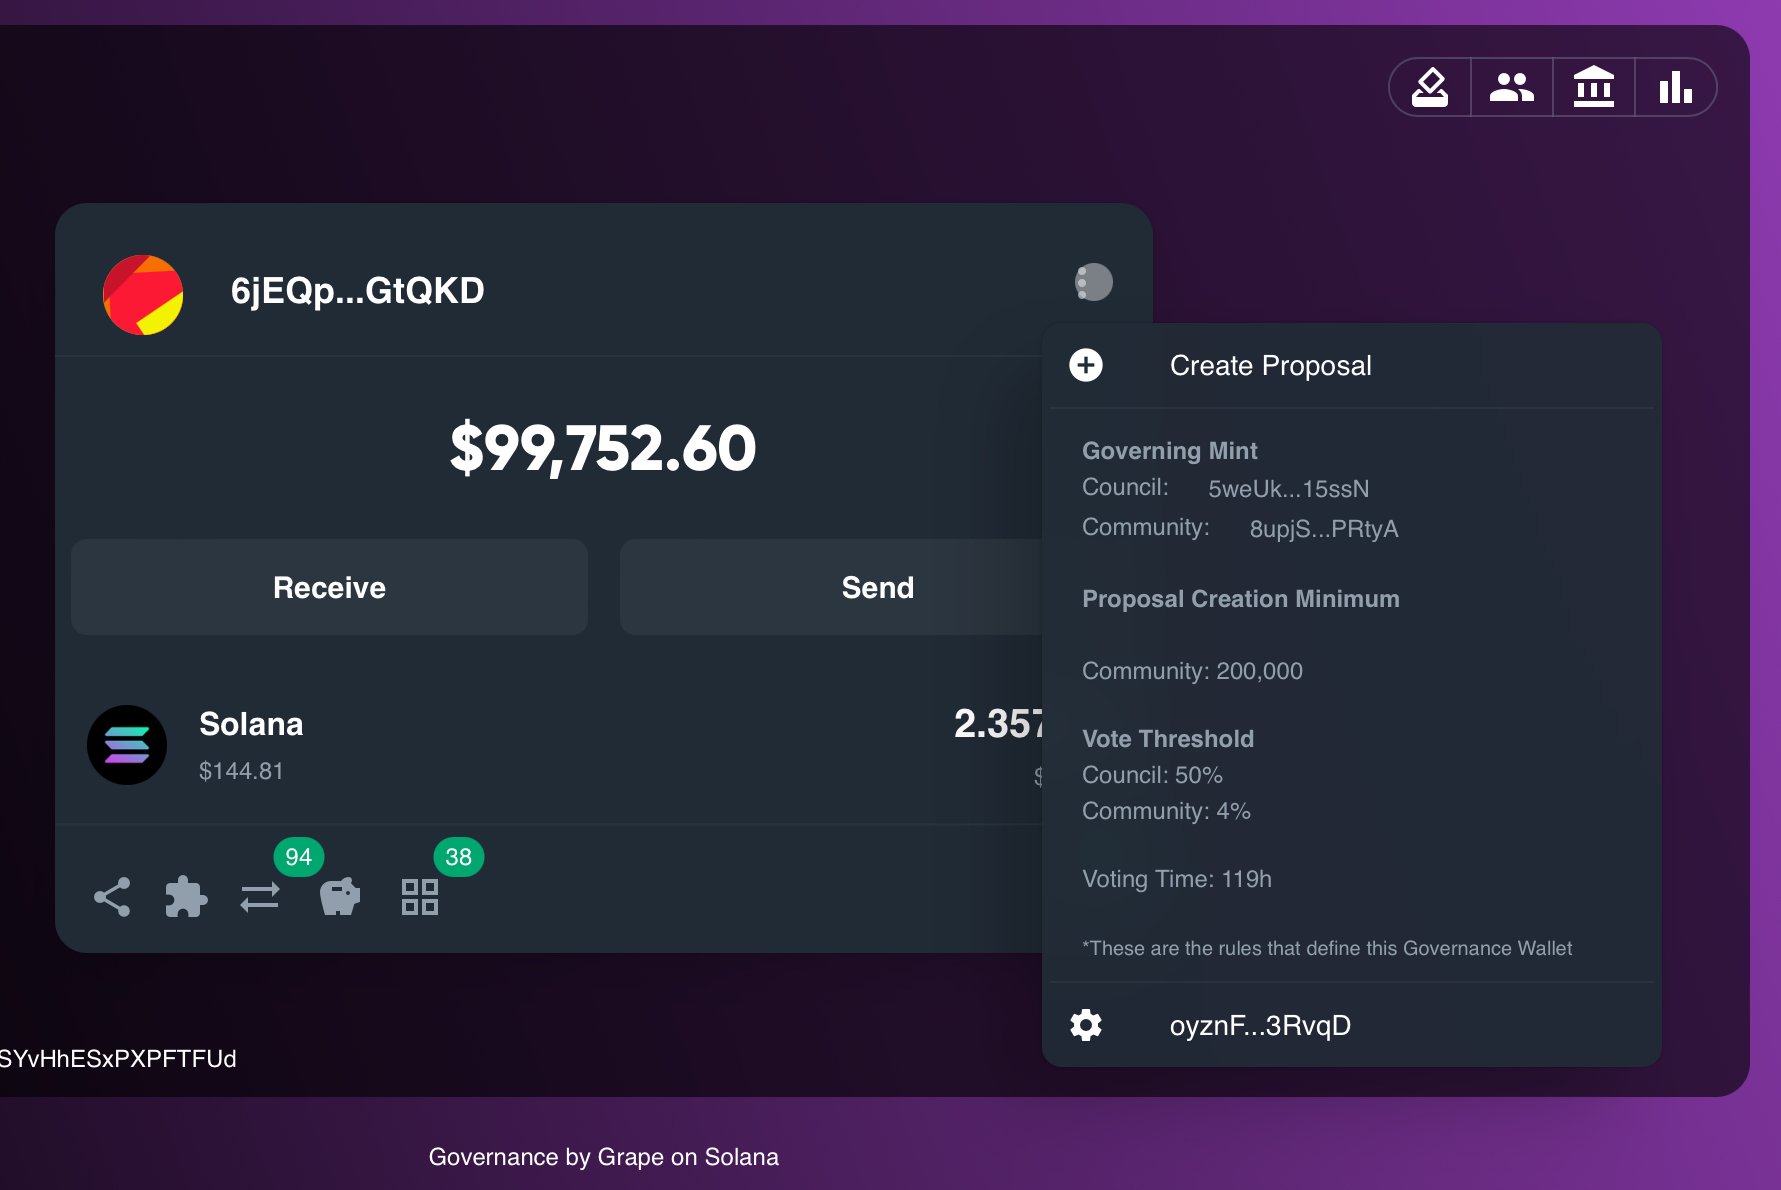 6jEQp...GtQKD
$99,752.60
Receive
Send
Solana
2.357
$144.81
$
94
38
Create Proposal
Governing Mint
Council: 5weUk...15ssN
Community: 8upjS...PRtyA
Proposal Creation Minimum
Community: 200,000
Vote Threshold
Council: 50%
Community: 4%
Voting Time: 119h
*These are the rules that define this Governance Wallet
oyznF...3RvqD
SYvHhESxPXPFTFUd
Governance by Grape on Solana